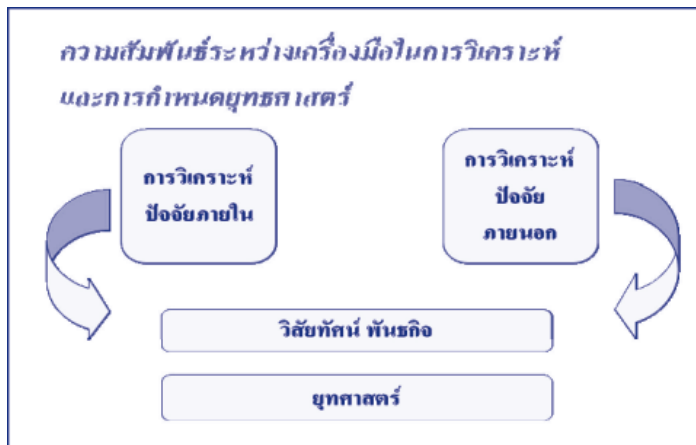 ความสัมพันธ์ระหว่างเครื่องมือในการวิเคราะห์
และการกำหนดยุทธศาสตร์
การวิเคราะห์
ปัจจัยภายใน
การวิเคราะห์
ปัจจัย
ภายนอก
วิสัยทัศน์ พันธกิจ
ยุทศาสตร์